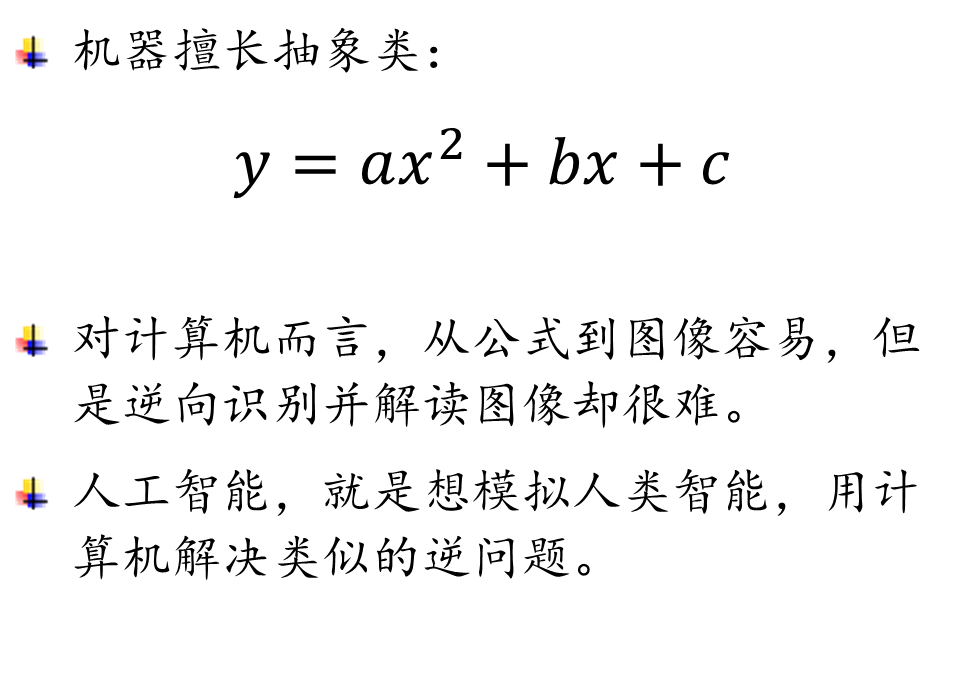 机器擅长抽象类：
y = ax² + bx + c
对计算机而言，从公式到图像容易，但
是逆向识别并解读图像却很难。
人工智能，就是想模拟人类智能，用计
算机解决类似的逆问题。